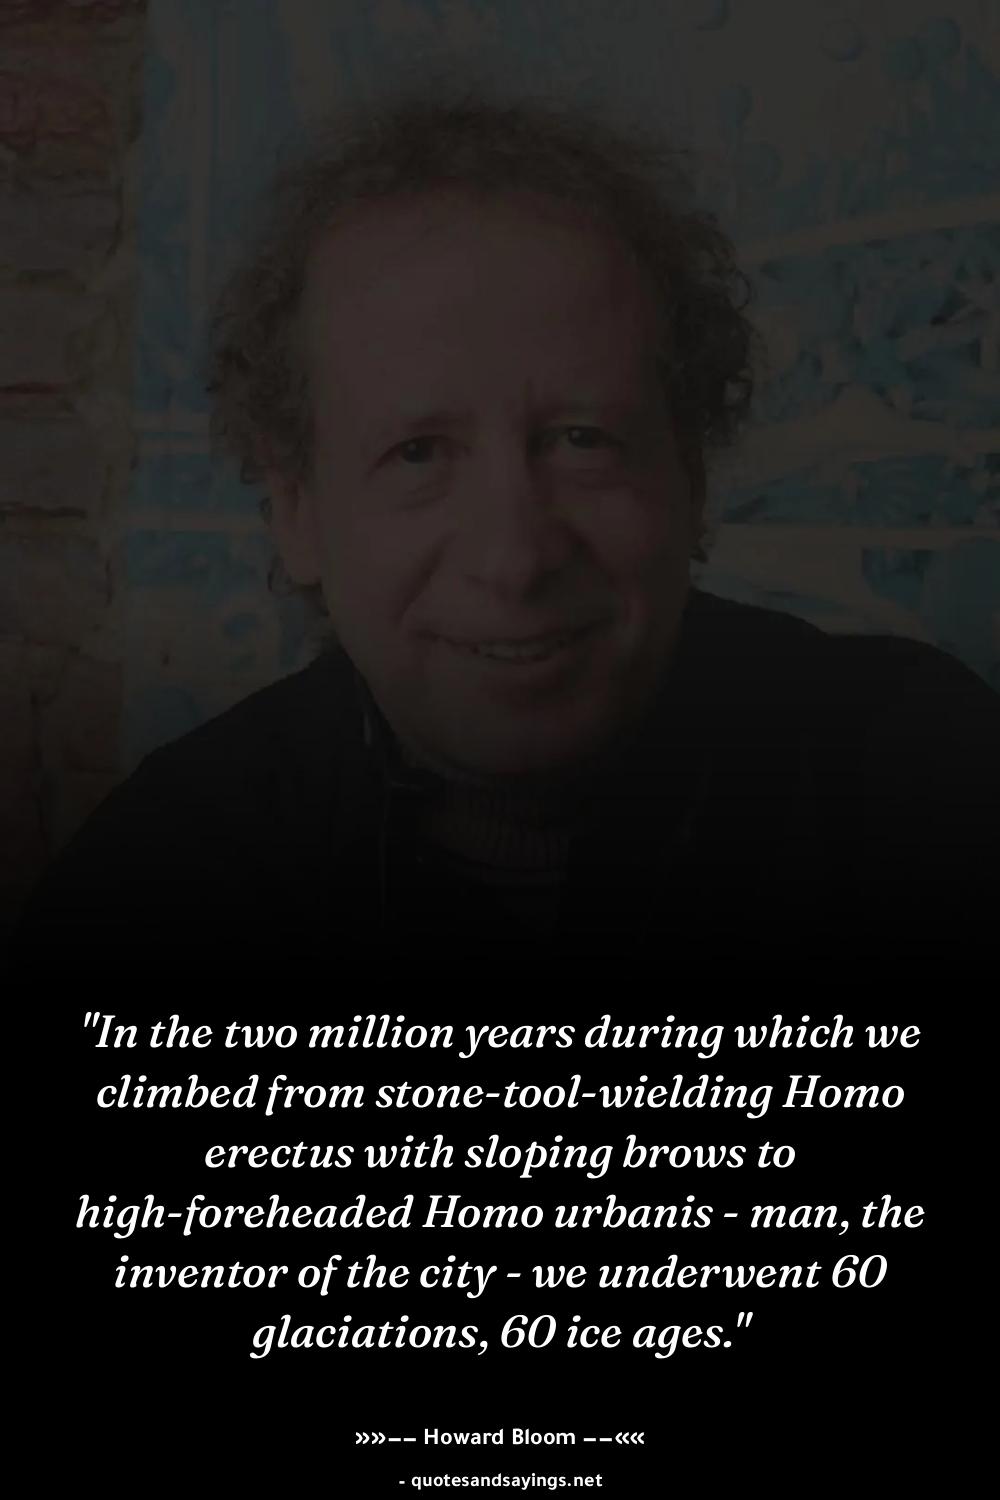 "In the two million years during which we
climbed from stone-tool-wielding Homo
erectus with sloping brows to
high-foreheaded Homo urbanis - man, the
inventor of the city - we underwent 60
glaciations, 60 ice ages."
»»—— Howard Bloom ——««
- quotesandsayings.net